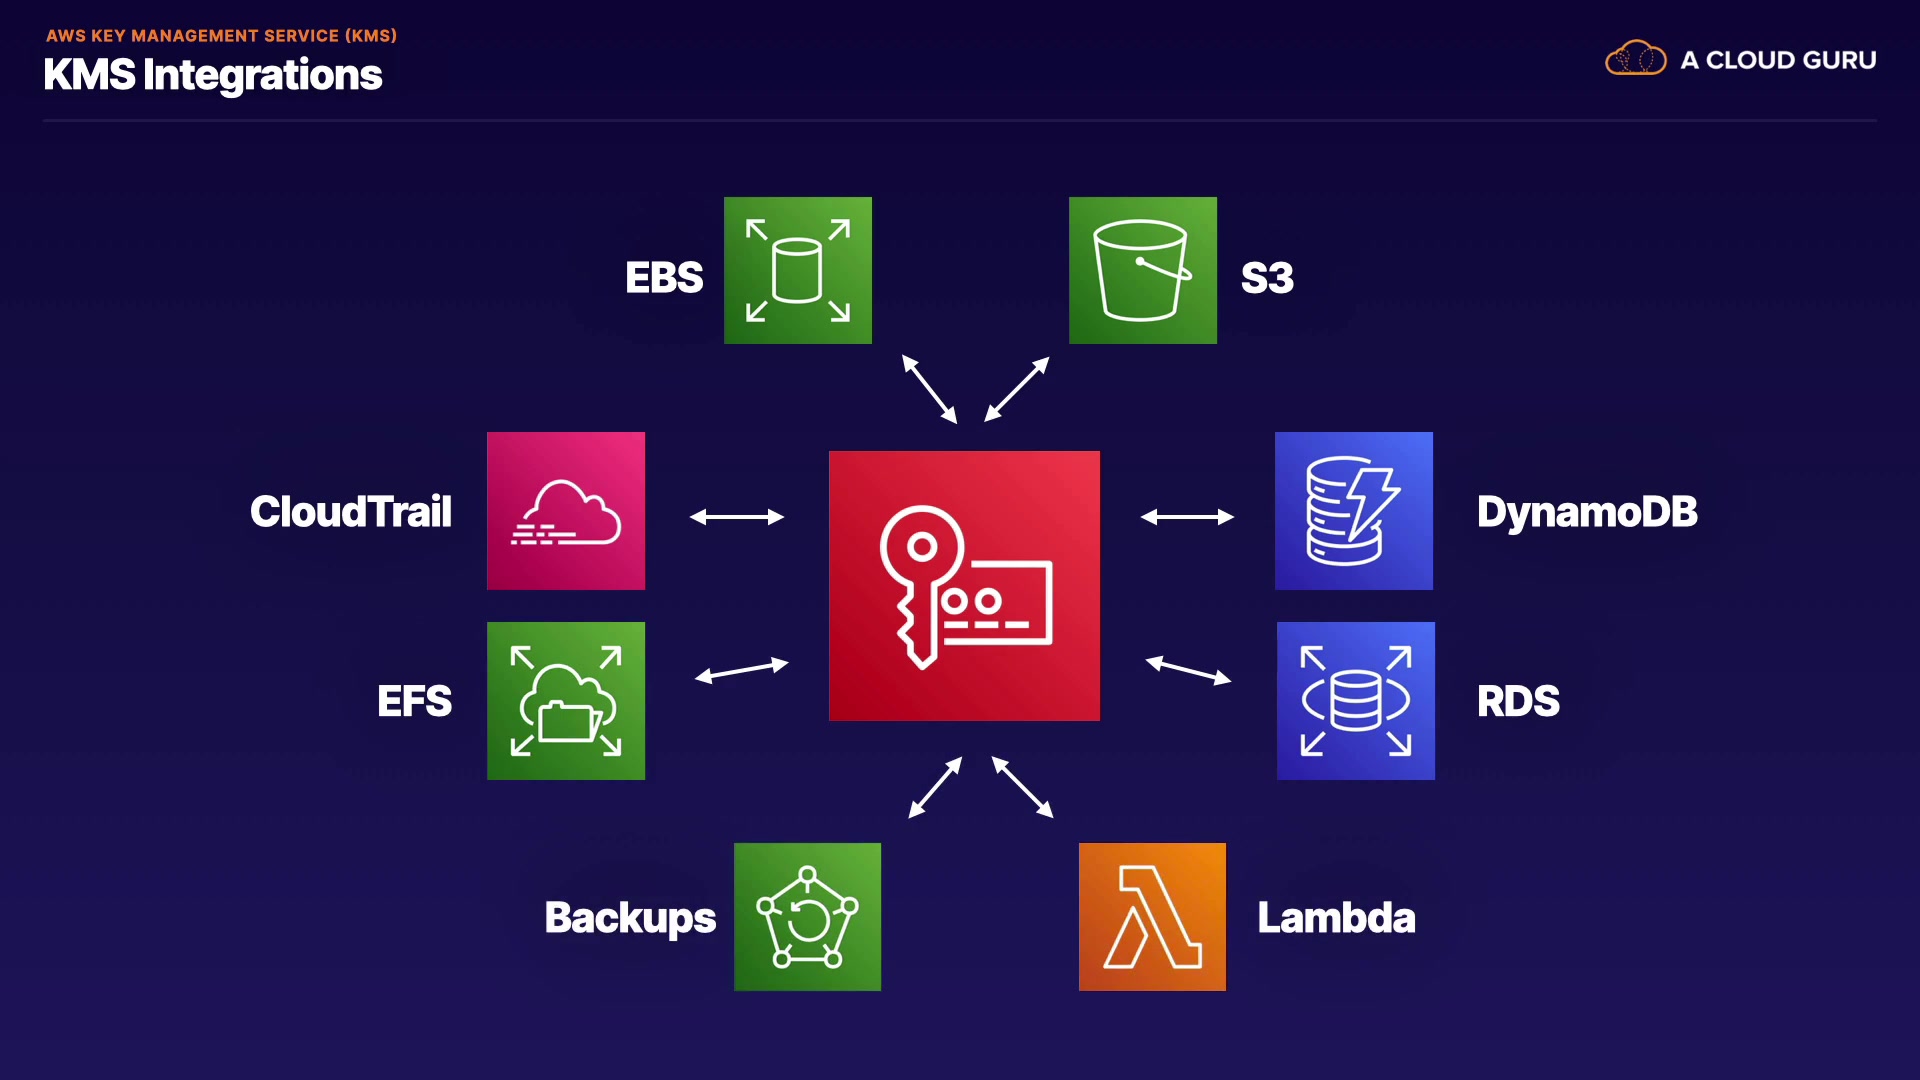 AWS KEY MANAGEMENT SERVICE (KMS)
KMS Integrations
A CLOUD GURU
EBS
S3
CloudTrail
DynamoDB
EFS
RDS
Backups
Lambda